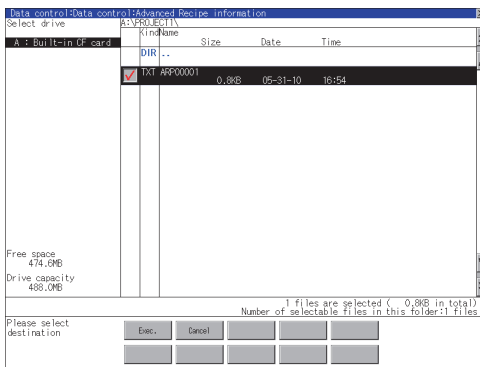 Data control:Data control:Advanced Recipe information
Select drive
A:\PROJECT1\
A : Built-in CF card
Kind Name
Size Date Time
DIR ..
TXT ARP00001
0.8KB 05-31-10 16:54
Free space
474.6MB
Drive capacity
488.0MB
1 files are selected ( 0.8KB in total)
Number of selectable files in this folder:1 files
Please select
destination
Exec. Cancel